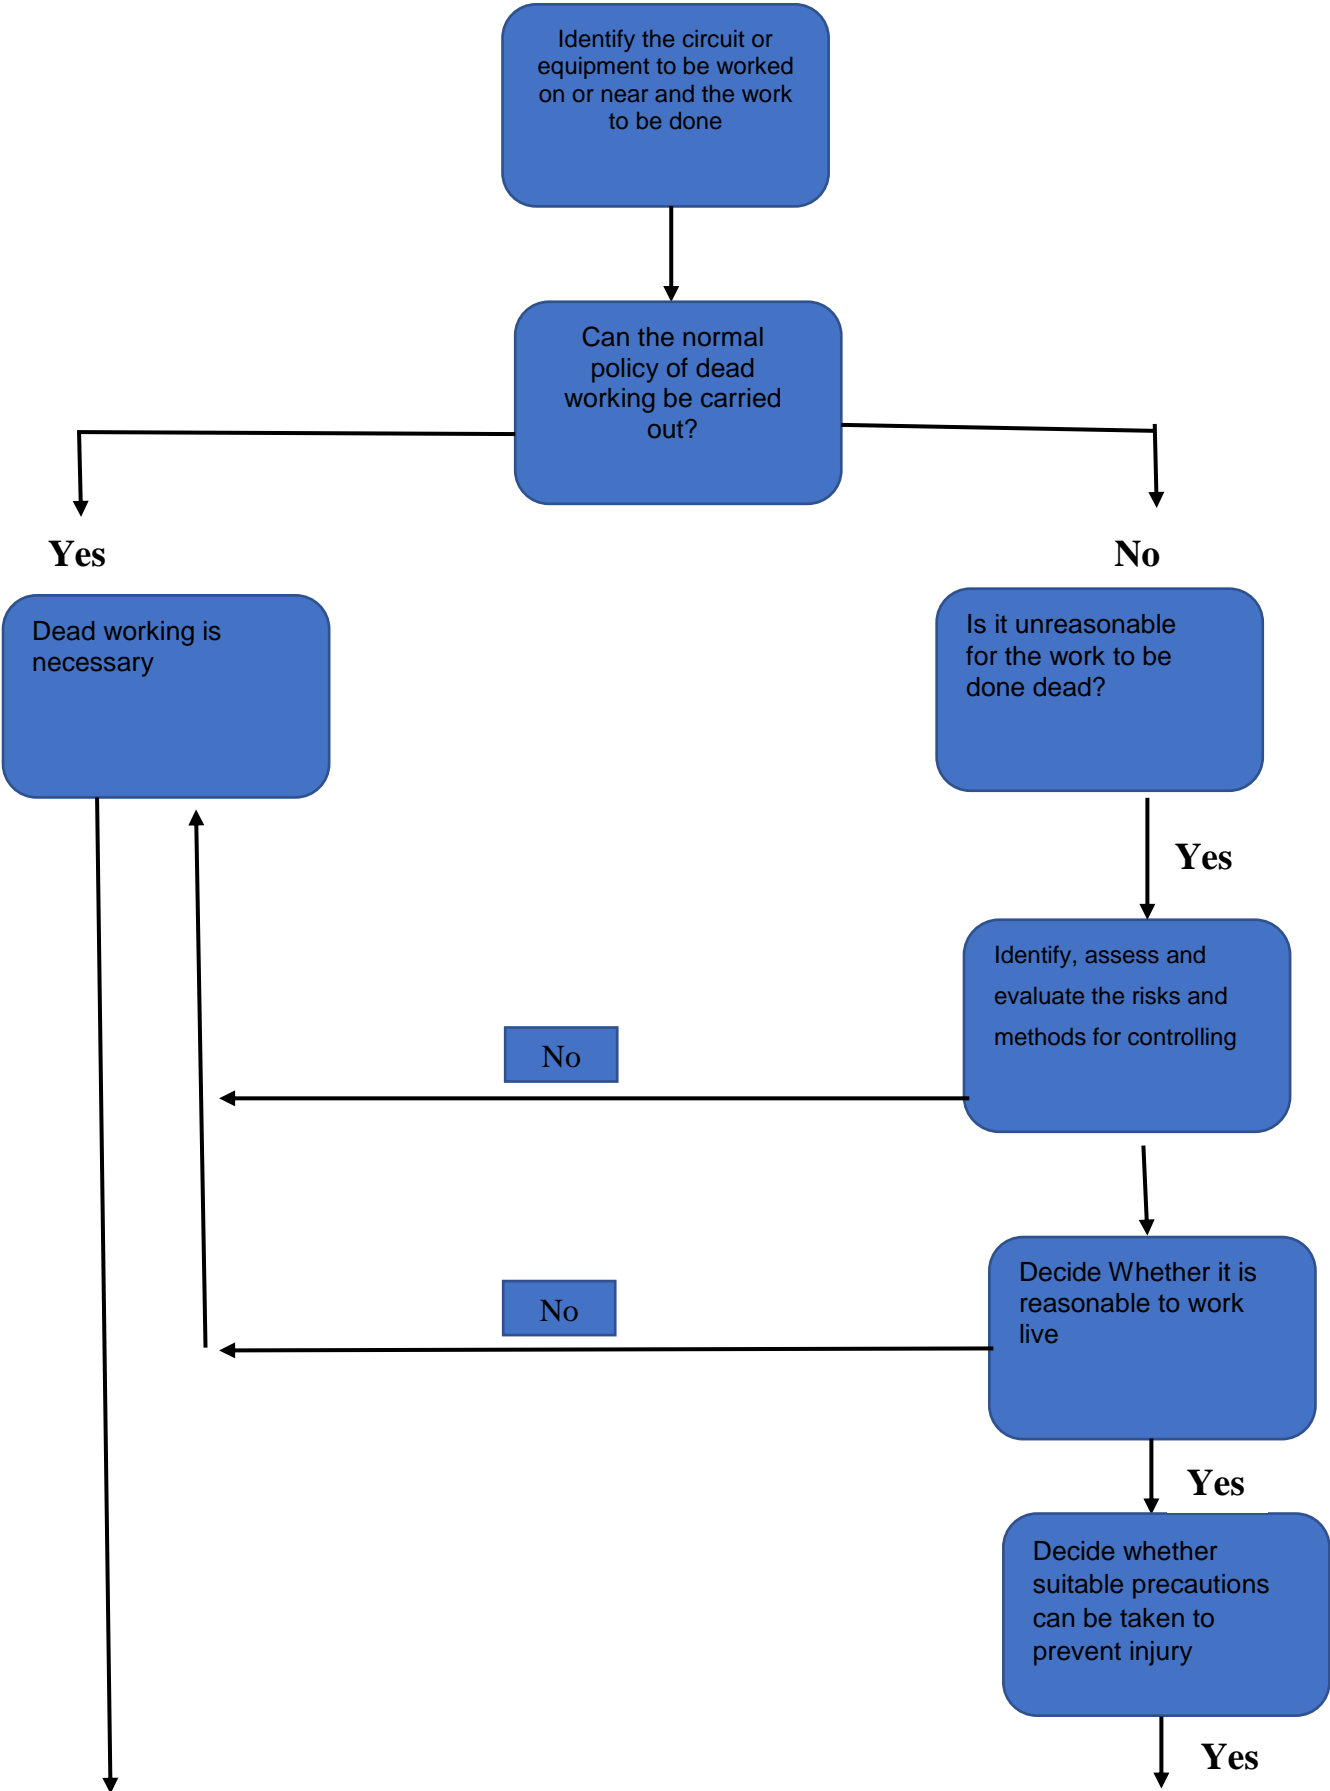 Identify the circuit or
equipment to be worked
on or near and the work
to be done
Can the normal
policy of dead
working be carried
out?
Yes
No
Dead working is
necessary
Is it unreasonable
for the work to be
done dead?
Yes
Identify, assess and
evaluate the risks and
methods for controlling
No
Decide Whether it is
reasonable to work
live
No
Yes
Decide whether
suitable precautions
can be taken to
prevent injury
Yes